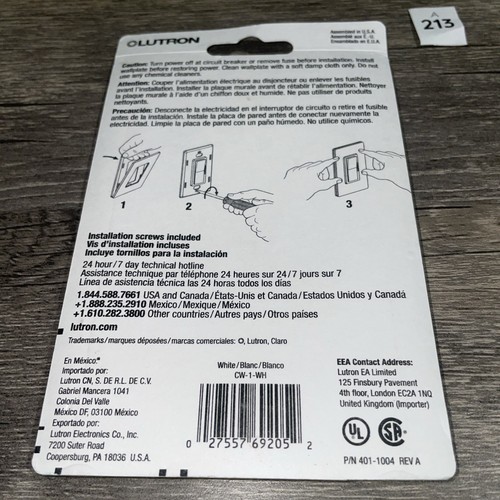 LUTRON
Assembled in U.S.A.
Assemblé en É.-U.
Ensamblado en E.U.A.
A
213
Caution: Turn power off at circuit breaker or remove fuse before installation. Install
wallplate before restoring power. Clean wallplate with a soft damp cloth only. Do not
use any chemical cleaners.
Attention: Couper l'alimentation électrique au disjoncteur ou enlever les fusibles
avant l'installation. Installer la plaque murale avant de rétablir l'alimentation. Nettoyer
la plaque murale à l'aide d'un chiffon doux et humide. Ne pas utiliser de produits
nettoyants.
Precaución: Desconecte la electricidad en el interruptor de circuito o retire el fusible
antes de la instalación. Instale la placa de pared antes de conectar nuevamente la
electricidad. Limpie la placa de pared con un paño húmedo. No utilice químicos.
1
2
3
Installation screws included
Vis d'installation incluses
Incluye tornillos para la instalación
24 hour/7 day technical hotline
Assistance technique par téléphone 24 heures sur 24/7 jours sur 7
Línea de asistencia técnica las 24 horas todos los días
1.844.588.7661 USA and Canada/États-Unis et Canada/Estados Unidos y Canadá
+1.888.235.2910 Mexico/Mexique/México
+1.610.282.3800 Other countries/Autres pays/Otros países
lutron.com
Trademarks/marques déposées/marcas comerciales: Lutron, Claro
En México:
Importado por:
Lutron CN, S. DE R.L. DE C.V.
Gabriel Mancera 1041
Colonia Del Valle
México DF, 03100 México
Exportado por:
Lutron Electronics Co., Inc.
7200 Suter Road
Coopersburg, PA 18036 U.S.A.
White/Blanc/Blanco
CW-1-WH
0 27557 69205 2
EEA Contact Address:
Lutron EA Limited
125 Finsbury Pavement
4th floor, London EC2A 1NQ
United Kingdom (Importer)
UL
SA
P/N 401-1004 REV A